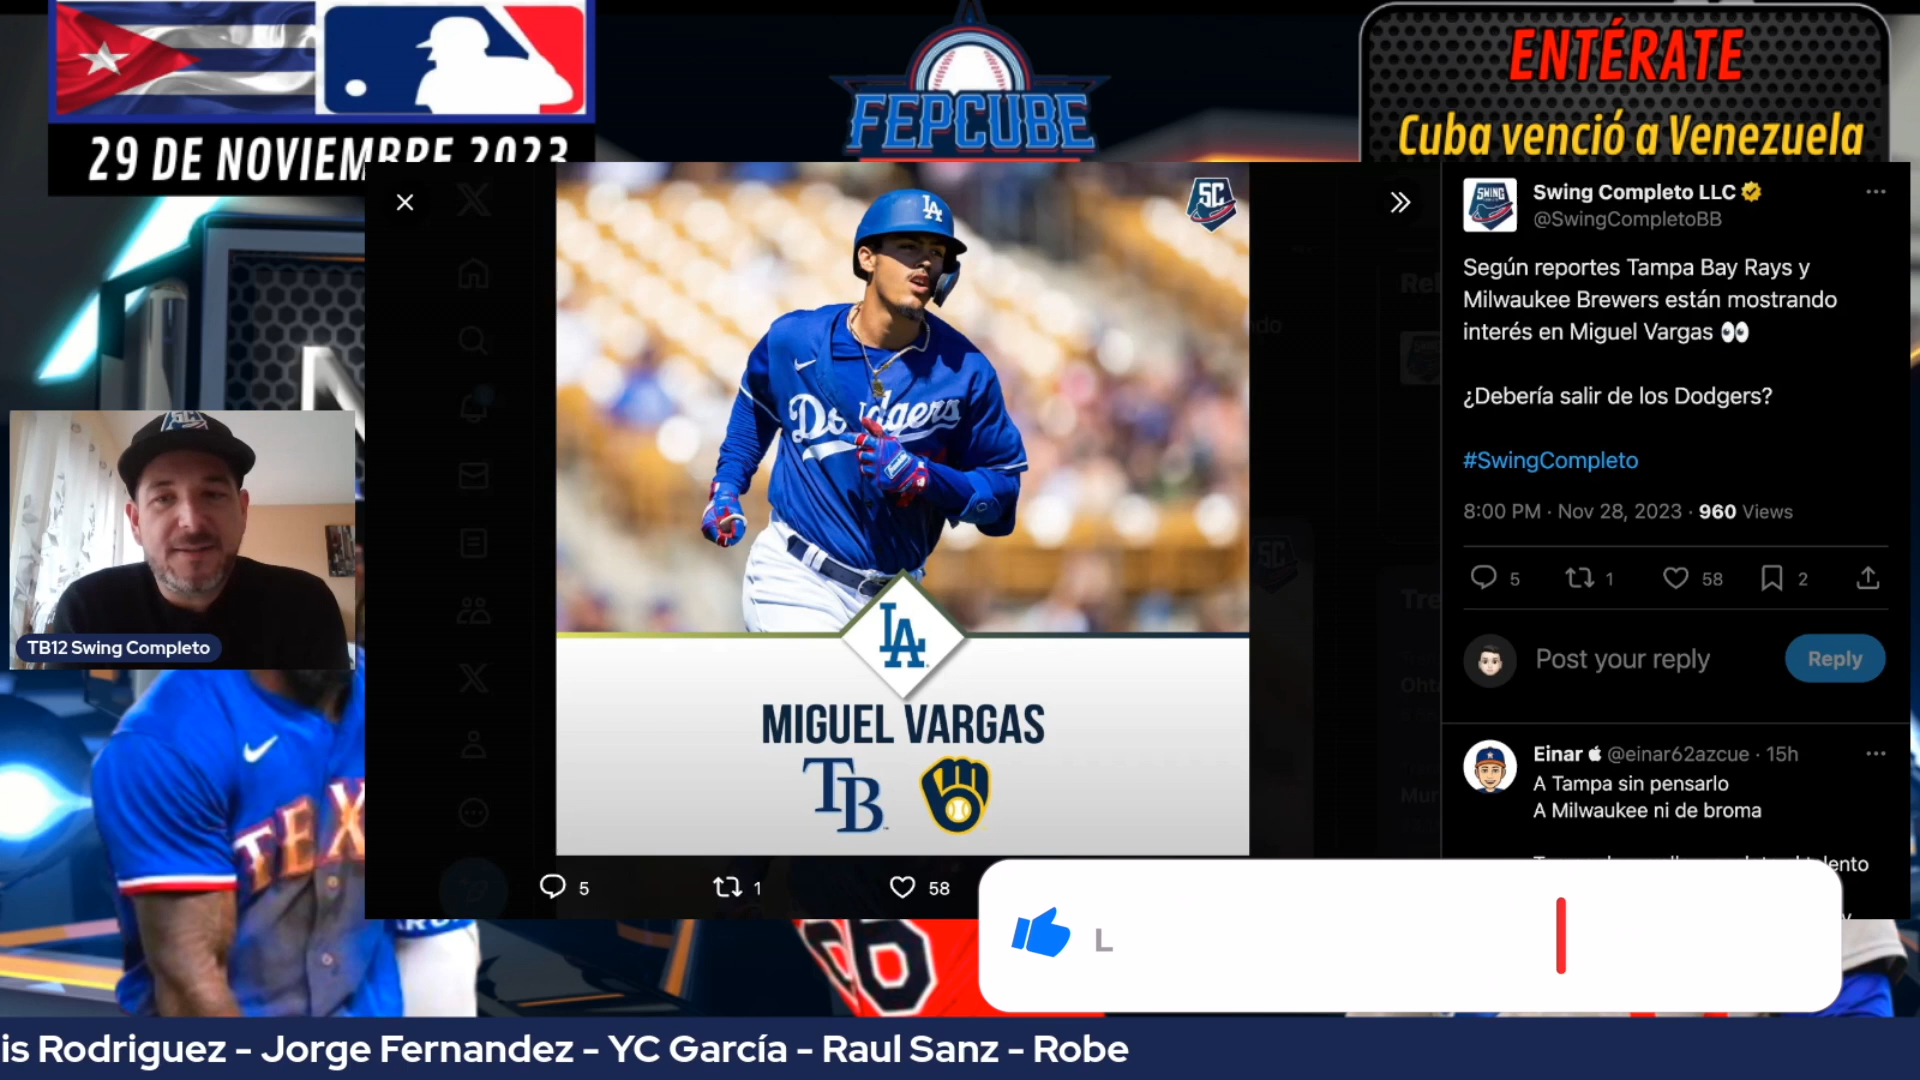 29 DE NOVIEMBRE 2023
FEPCUBE
ENTÉRATE
Cuba venció a Venezuela
SC
LA
Dodgers
LA
MIGUEL VARGAS
TB
5 1 58
SWING
Swing Completo LLC
@SwingCompletoBB
Según reportes Tampa Bay Rays y
Milwaukee Brewers están mostrando
interés en Miguel Vargas 👀
¿Debería salir de los Dodgers?
#SwingCompleto
8:00 PM · Nov 28, 2023 · 960 Views
5 1 58 2
Post your reply
Reply
Einar @einar62azcue · 15h
A Tampa sin pensarlo
A Milwaukee ni de broma
SC
TB12 Swing Completo
TEX
L
is Rodriguez - Jorge Fernandez - YC García - Raul Sanz - Robe